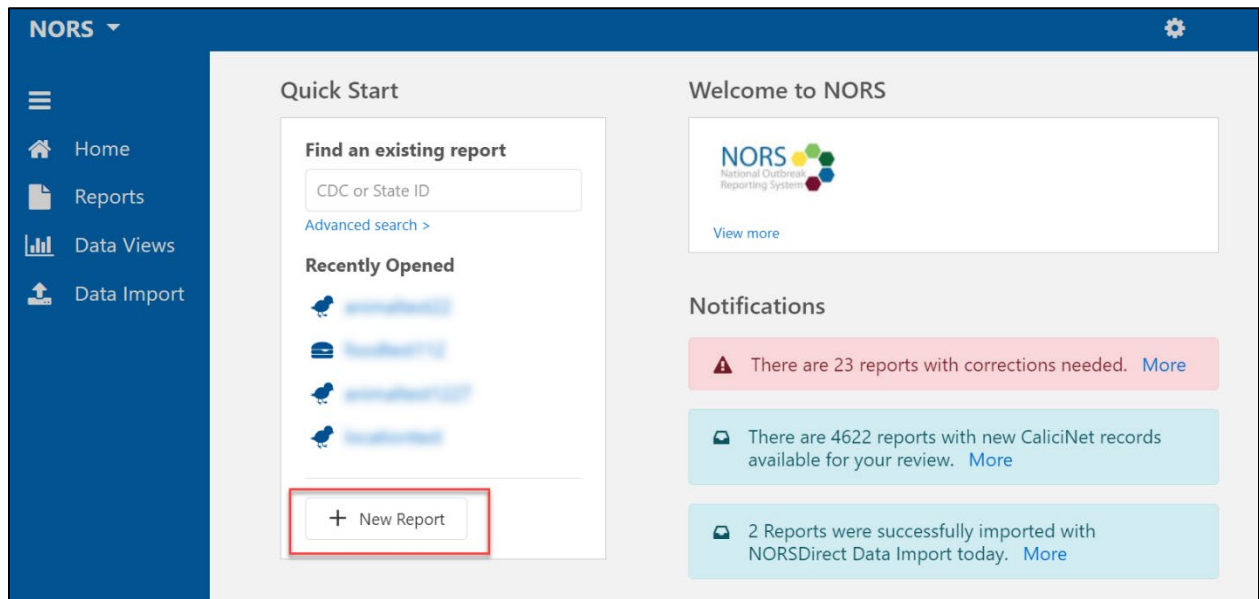 NORS
Home
Reports
Data Views
Data Import
Quick Start
Find an existing report
CDC or State ID
Advanced search >
Recently Opened
+ New Report
Welcome to NORS
NORS
National Outbreak
Reporting System
View more
Notifications
There are 23 reports with corrections needed. More
There are 4622 reports with new CaliciNet records
available for your review. More
2 Reports were successfully imported with
NORSDirect Data Import today. More